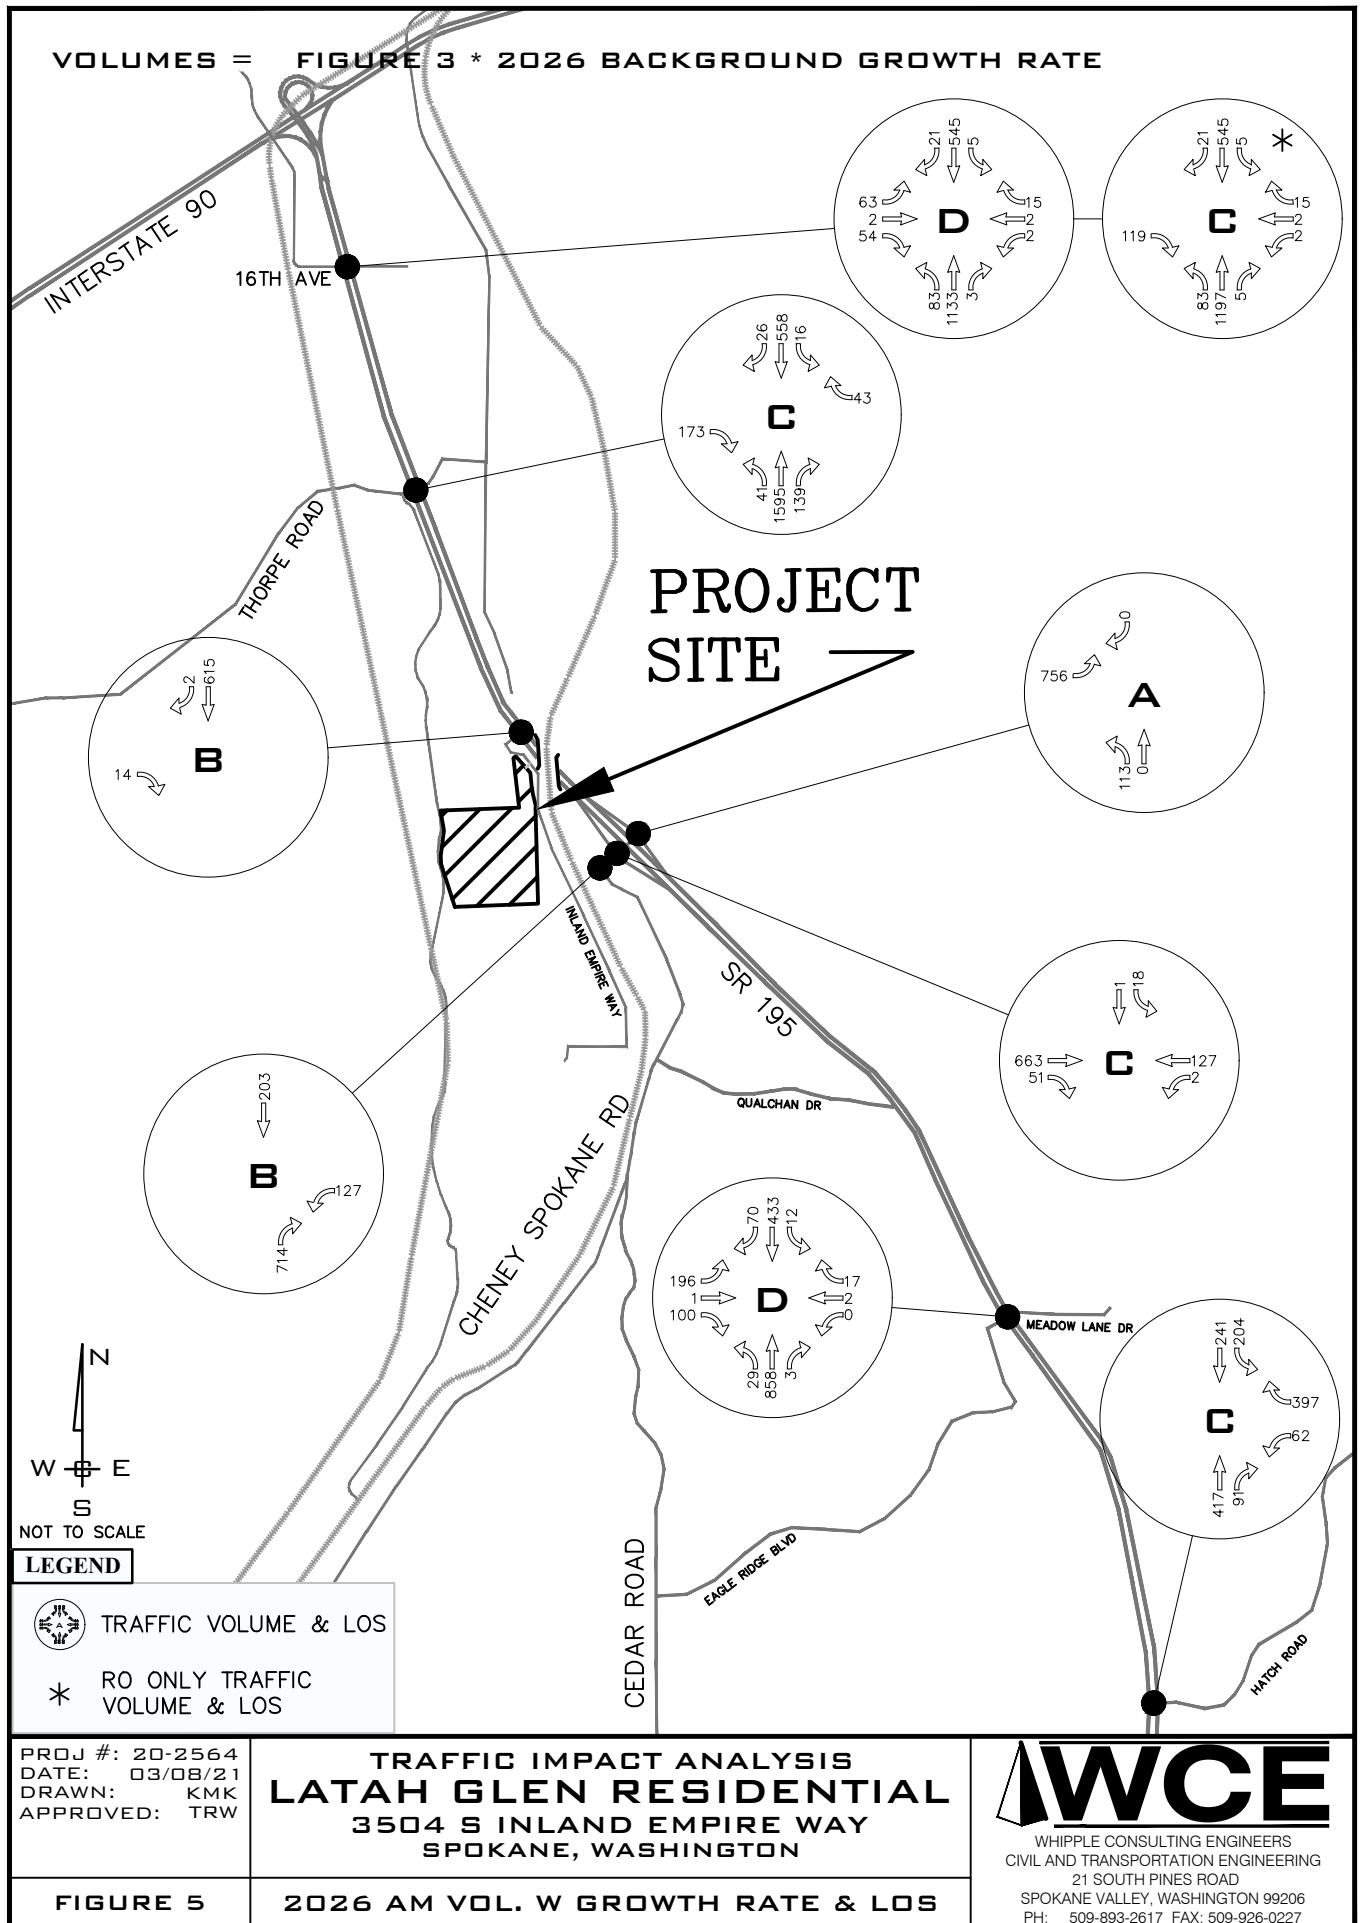 VOLUMES = FIGURE 3 * 2026 BACKGROUND GROWTH RATE
INTERSTATE 90
16TH AVE
21 545 5
63
2
54
D
15
2
2
83 1133 3
21 545 5
*
119
C
15
2
2
83 1197 5
26 558 16
43
173
C
41 1595 139
THORPE ROAD
PROJECT
SITE
2 615
14
B
0
756
A
113 0
INLAND EMPIRE WAY
SR 195
1 18
663
51
C
127
2
QUALCHAN DR
203
B
127
714
CHENEY SPOKANE RD
70 433 12
196
1
100
D
17
2
0
29 858 3
MEADOW LANE DR
241 204
397
C
62
417 91
N
W E
S
NOT TO SCALE
CEDAR ROAD
EAGLE RIDGE BLVD
HATCH ROAD
LEGEND
A
TRAFFIC VOLUME & LOS
* RO ONLY TRAFFIC
VOLUME & LOS
PROJ #: 20-2564
DATE: 03/08/21
DRAWN: KMK
APPROVED: TRW
FIGURE 5
TRAFFIC IMPACT ANALYSIS
LATAH GLEN RESIDENTIAL
3504 S INLAND EMPIRE WAY
SPOKANE, WASHINGTON
2026 AM VOL. W GROWTH RATE & LOS
WCE
WHIPPLE CONSULTING ENGINEERS
CIVIL AND TRANSPORTATION ENGINEERING
21 SOUTH PINES ROAD
SPOKANE VALLEY, WASHINGTON 99206
PH: 509-893-2617 FAX: 509-926-0227